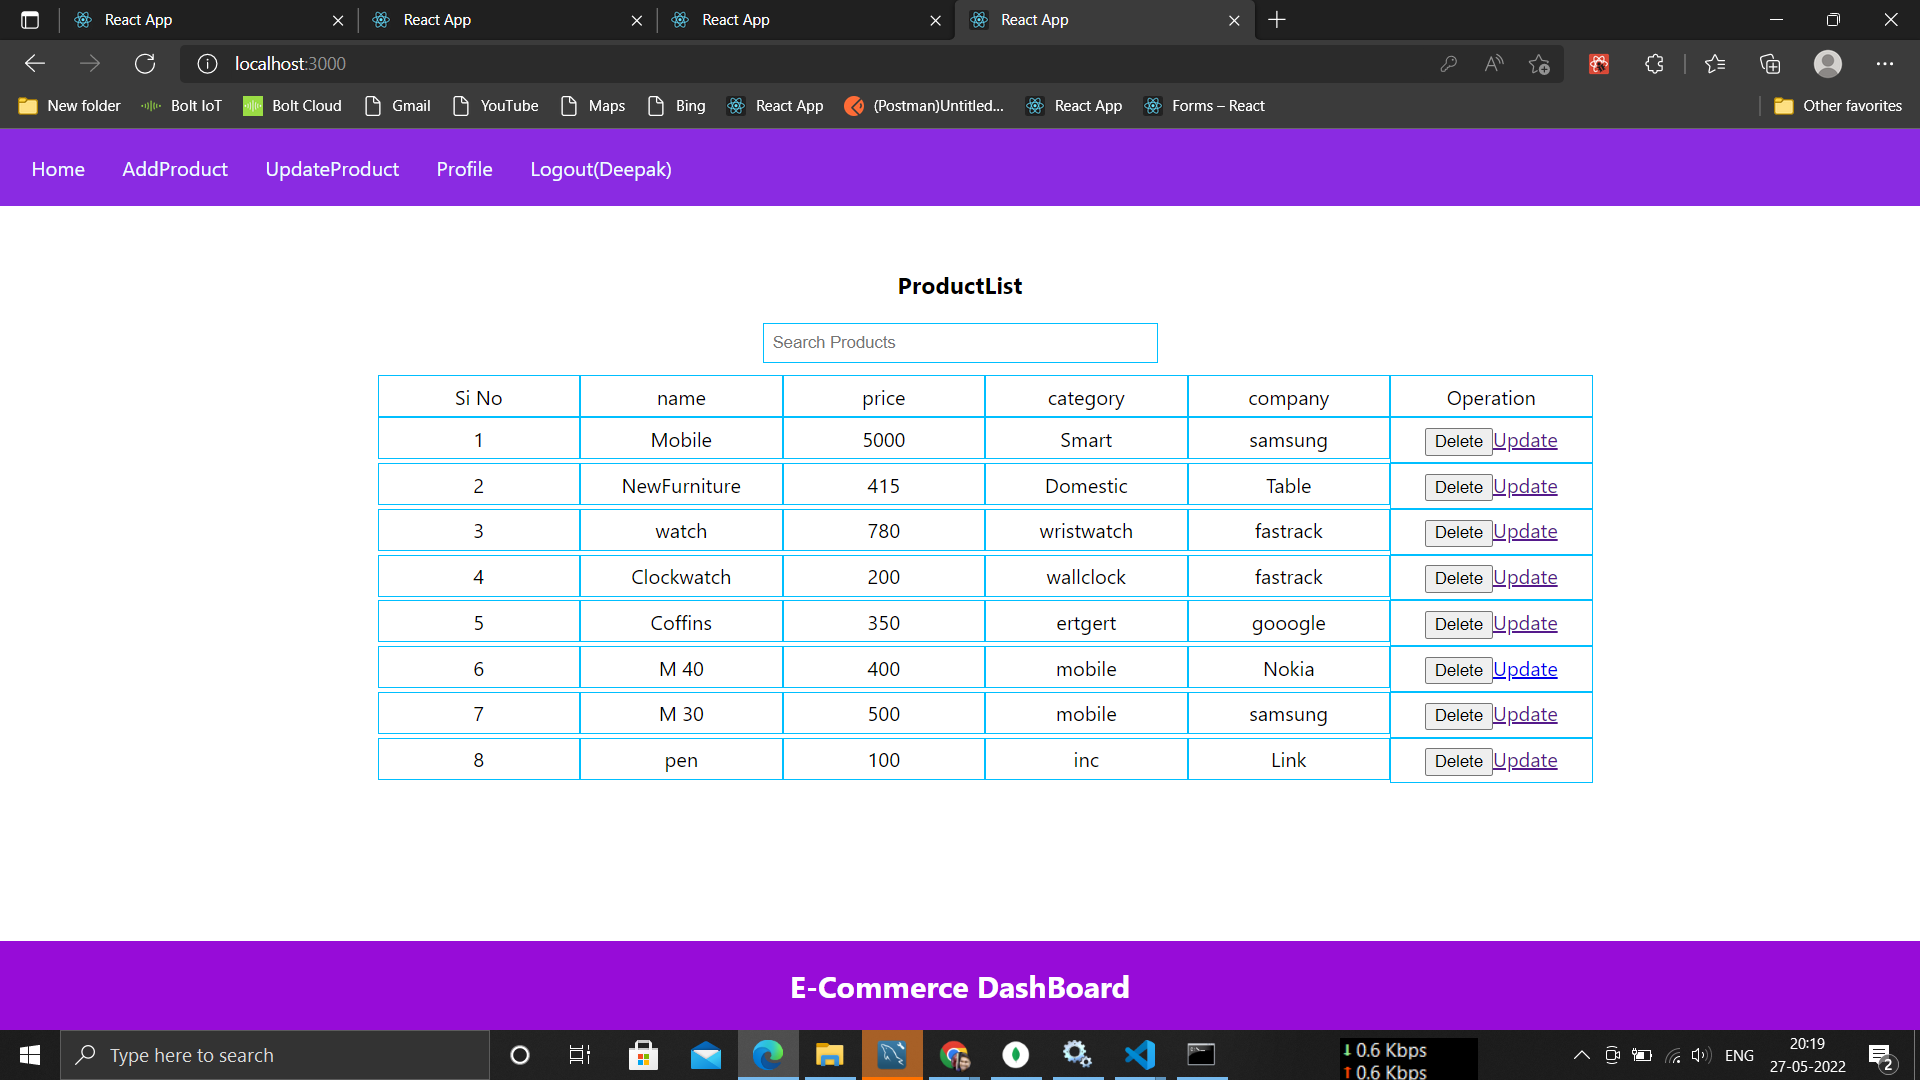 React App React App React App React App
localhost:3000
New folder Bolt IoT Bolt Cloud Gmail YouTube Maps Bing React App (Postman)Untitled... React App Forms – React Other favorites
Home AddProduct UpdateProduct Profile Logout(Deepak)
ProductList
Search Products
Si No name price category company Operation
1 Mobile 5000 Smart samsung Delete Update
2 NewFurniture 415 Domestic Table Delete Update
3 watch 780 wristwatch fastrack Delete Update
4 Clockwatch 200 wallclock fastrack Delete Update
5 Coffins 350 ertgert gooogle Delete Update
6 M 40 400 mobile Nokia Delete Update
7 M 30 500 mobile samsung Delete Update
8 pen 100 inc Link Delete Update
E-Commerce DashBoard
Type here to search
0.6 Kbps
0.6 Kbps
ENG
20:19
27-05-2022
2